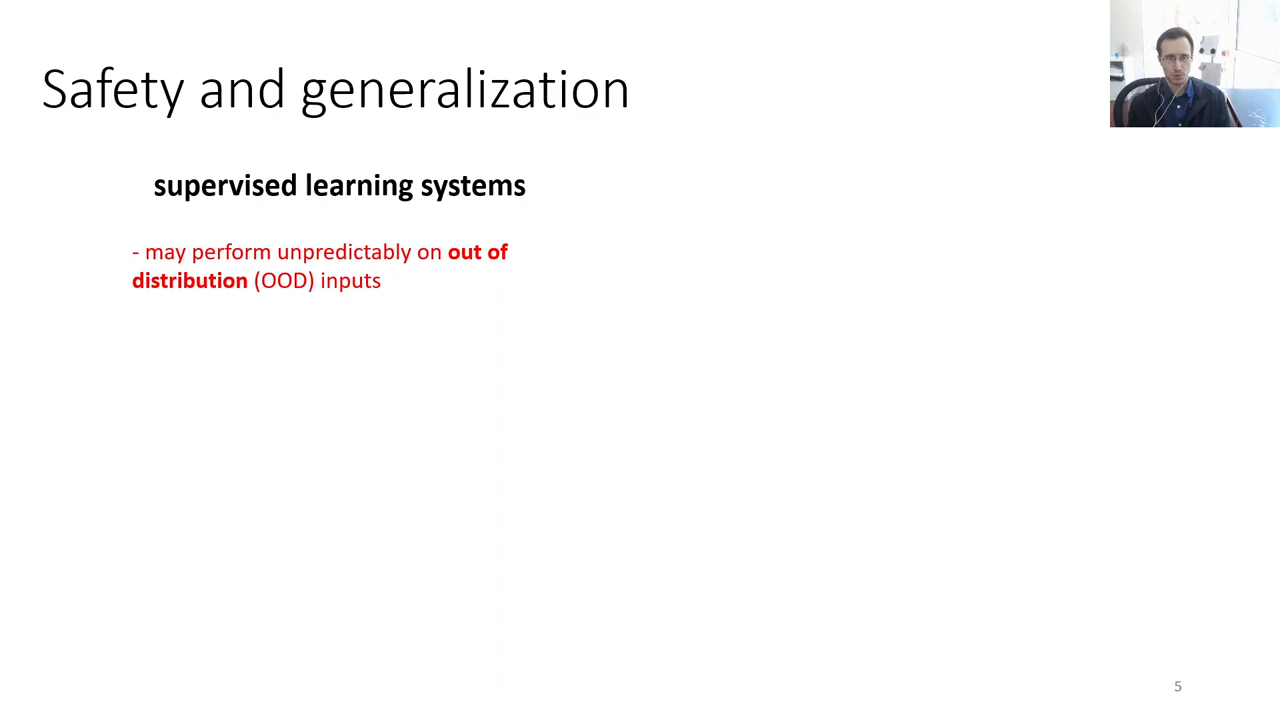 Safety and generalization
supervised learning systems
- may perform unpredictably on out of
distribution (OOD) inputs
5